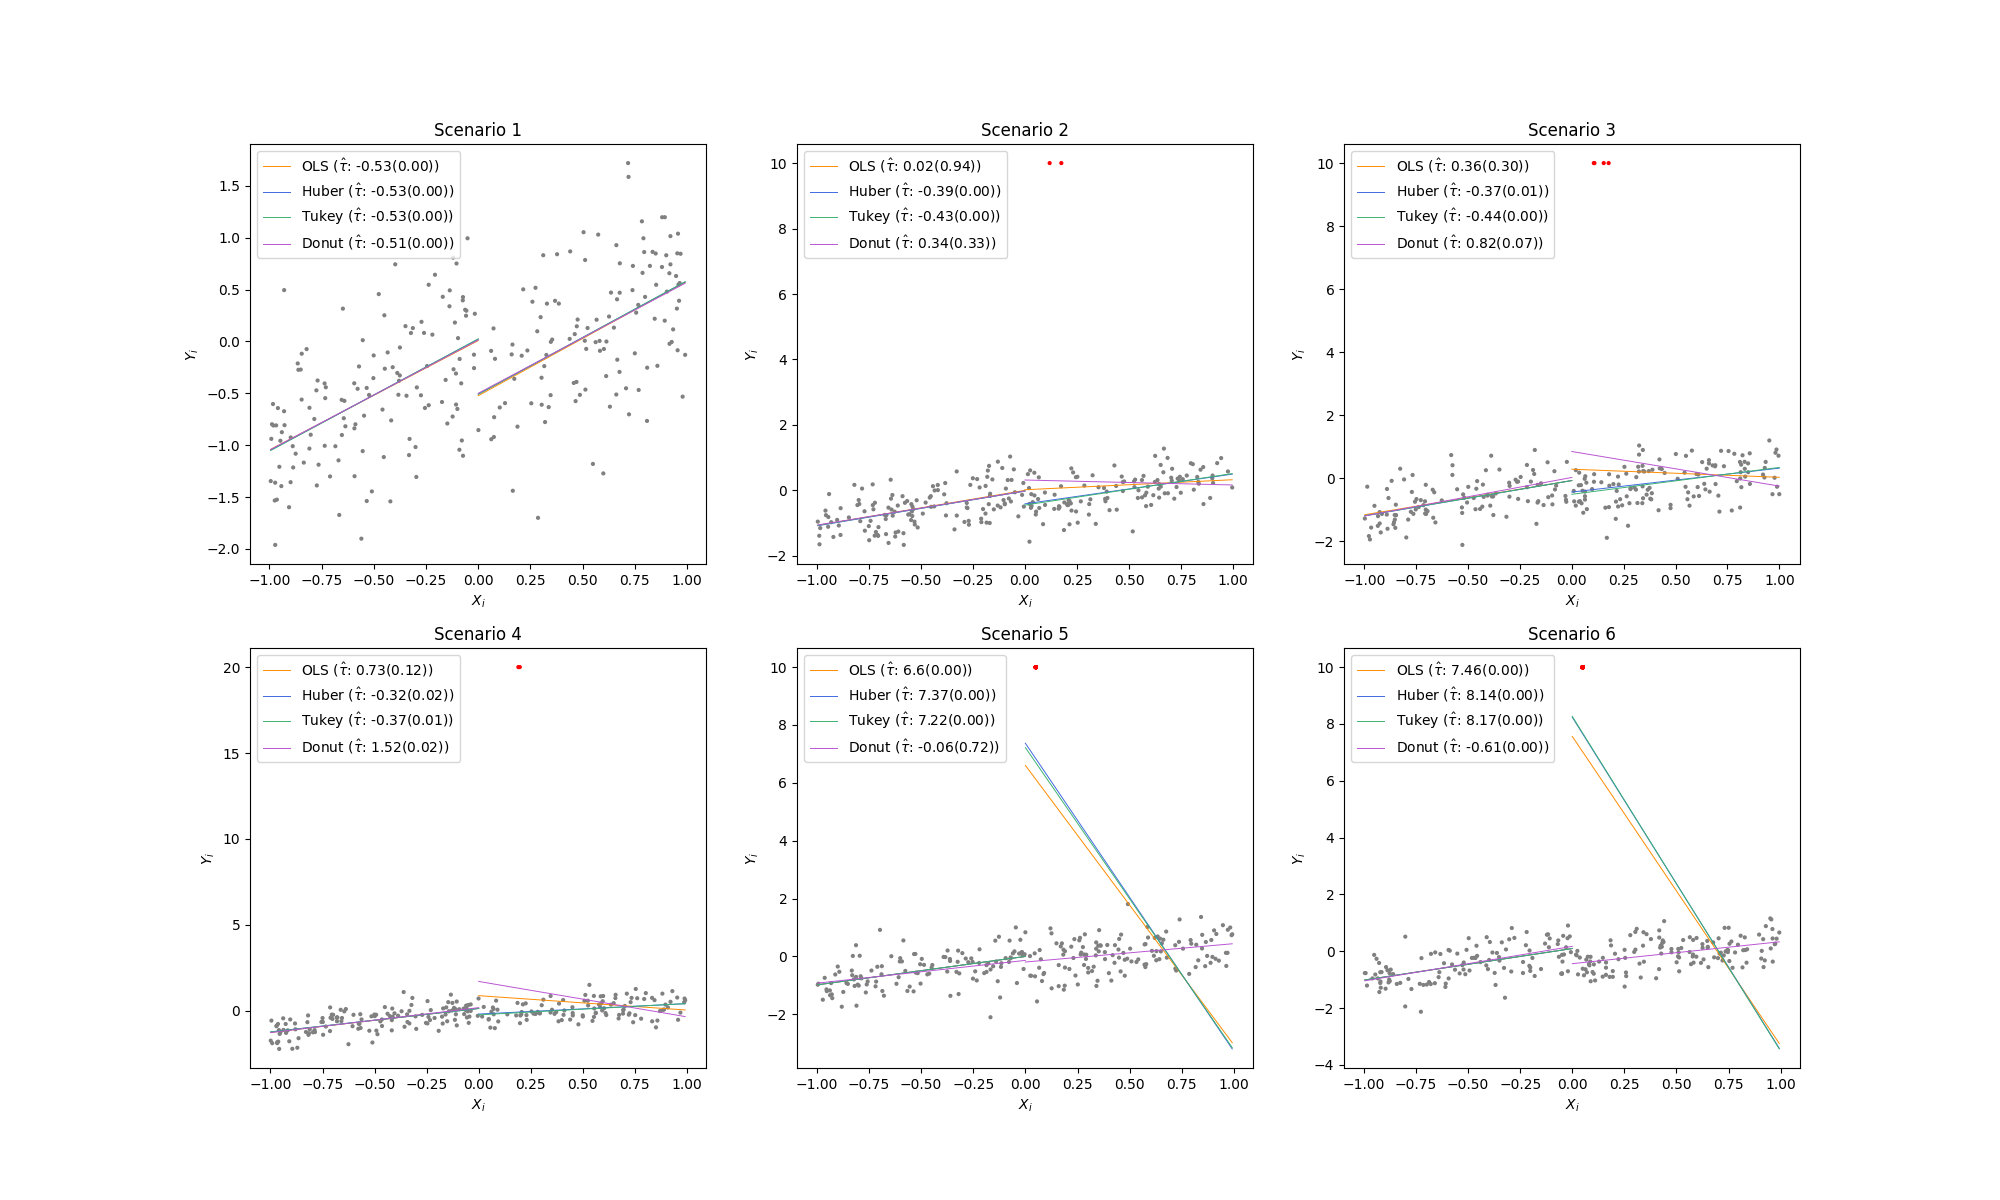 Scenario 1
OLS (τ̂: -0.53(0.00))
Huber (τ̂: -0.53(0.00))
Tukey (τ̂: -0.53(0.00))
Donut (τ̂: -0.51(0.00))
1.5
1.0
0.5
0.0
−0.5
−1.0
−1.5
−2.0
Yᵢ
−1.00 −0.75 −0.50 −0.25 0.00 0.25 0.50 0.75 1.00
Xᵢ
Scenario 2
OLS (τ̂: 0.02(0.94))
Huber (τ̂: -0.39(0.00))
Tukey (τ̂: -0.43(0.00))
Donut (τ̂: 0.34(0.33))
10
8
6
4
2
0
−2
Yᵢ
−1.00 −0.75 −0.50 −0.25 0.00 0.25 0.50 0.75 1.00
Xᵢ
Scenario 3
OLS (τ̂: 0.36(0.30))
Huber (τ̂: -0.37(0.01))
Tukey (τ̂: -0.44(0.00))
Donut (τ̂: 0.82(0.07))
10
8
6
4
2
0
−2
Yᵢ
−1.00 −0.75 −0.50 −0.25 0.00 0.25 0.50 0.75 1.00
Xᵢ
Scenario 4
OLS (τ̂: 0.73(0.12))
Huber (τ̂: -0.32(0.02))
Tukey (τ̂: -0.37(0.01))
Donut (τ̂: 1.52(0.02))
20
15
10
5
0
Yᵢ
−1.00 −0.75 −0.50 −0.25 0.00 0.25 0.50 0.75 1.00
Xᵢ
Scenario 5
OLS (τ̂: 6.6(0.00))
Huber (τ̂: 7.37(0.00))
Tukey (τ̂: 7.22(0.00))
Donut (τ̂: -0.06(0.72))
10
8
6
4
2
0
−2
Yᵢ
−1.00 −0.75 −0.50 −0.25 0.00 0.25 0.50 0.75 1.00
Xᵢ
Scenario 6
OLS (τ̂: 7.46(0.00))
Huber (τ̂: 8.14(0.00))
Tukey (τ̂: 8.17(0.00))
Donut (τ̂: -0.61(0.00))
10
8
6
4
2
0
−2
−4
Yᵢ
−1.00 −0.75 −0.50 −0.25 0.00 0.25 0.50 0.75 1.00
Xᵢ